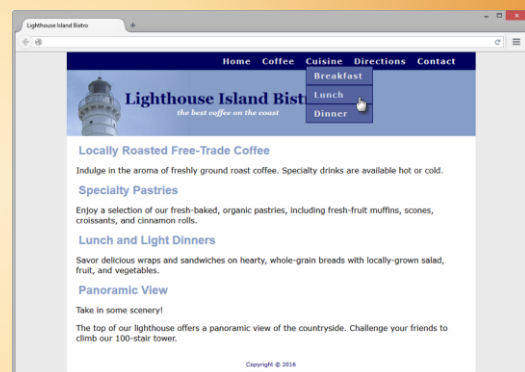 Lighthouse Island Bistro
Home Coffee Cuisine Directions Contact
Breakfast
Lunch
Dinner
Lighthouse Island Bist
the best coffee on the coast
Locally Roasted Free-Trade Coffee
Indulge in the aroma of freshly ground roast coffee. Specialty drinks are available hot or cold.
Specialty Pastries
Enjoy a selection of our fresh-baked, organic pastries, including fresh-fruit muffins, scones,
croissants, and cinnamon rolls.
Lunch and Light Dinners
Savor delicious wraps and sandwiches on hearty, whole-grain breads with locally-grown salad,
fruit, and vegetables.
Panoramic View
Take in some scenery!
The top of our lighthouse offers a panoramic view of the countryside. Challenge your friends to
climb our 100-stair tower.
Copyright © 2016